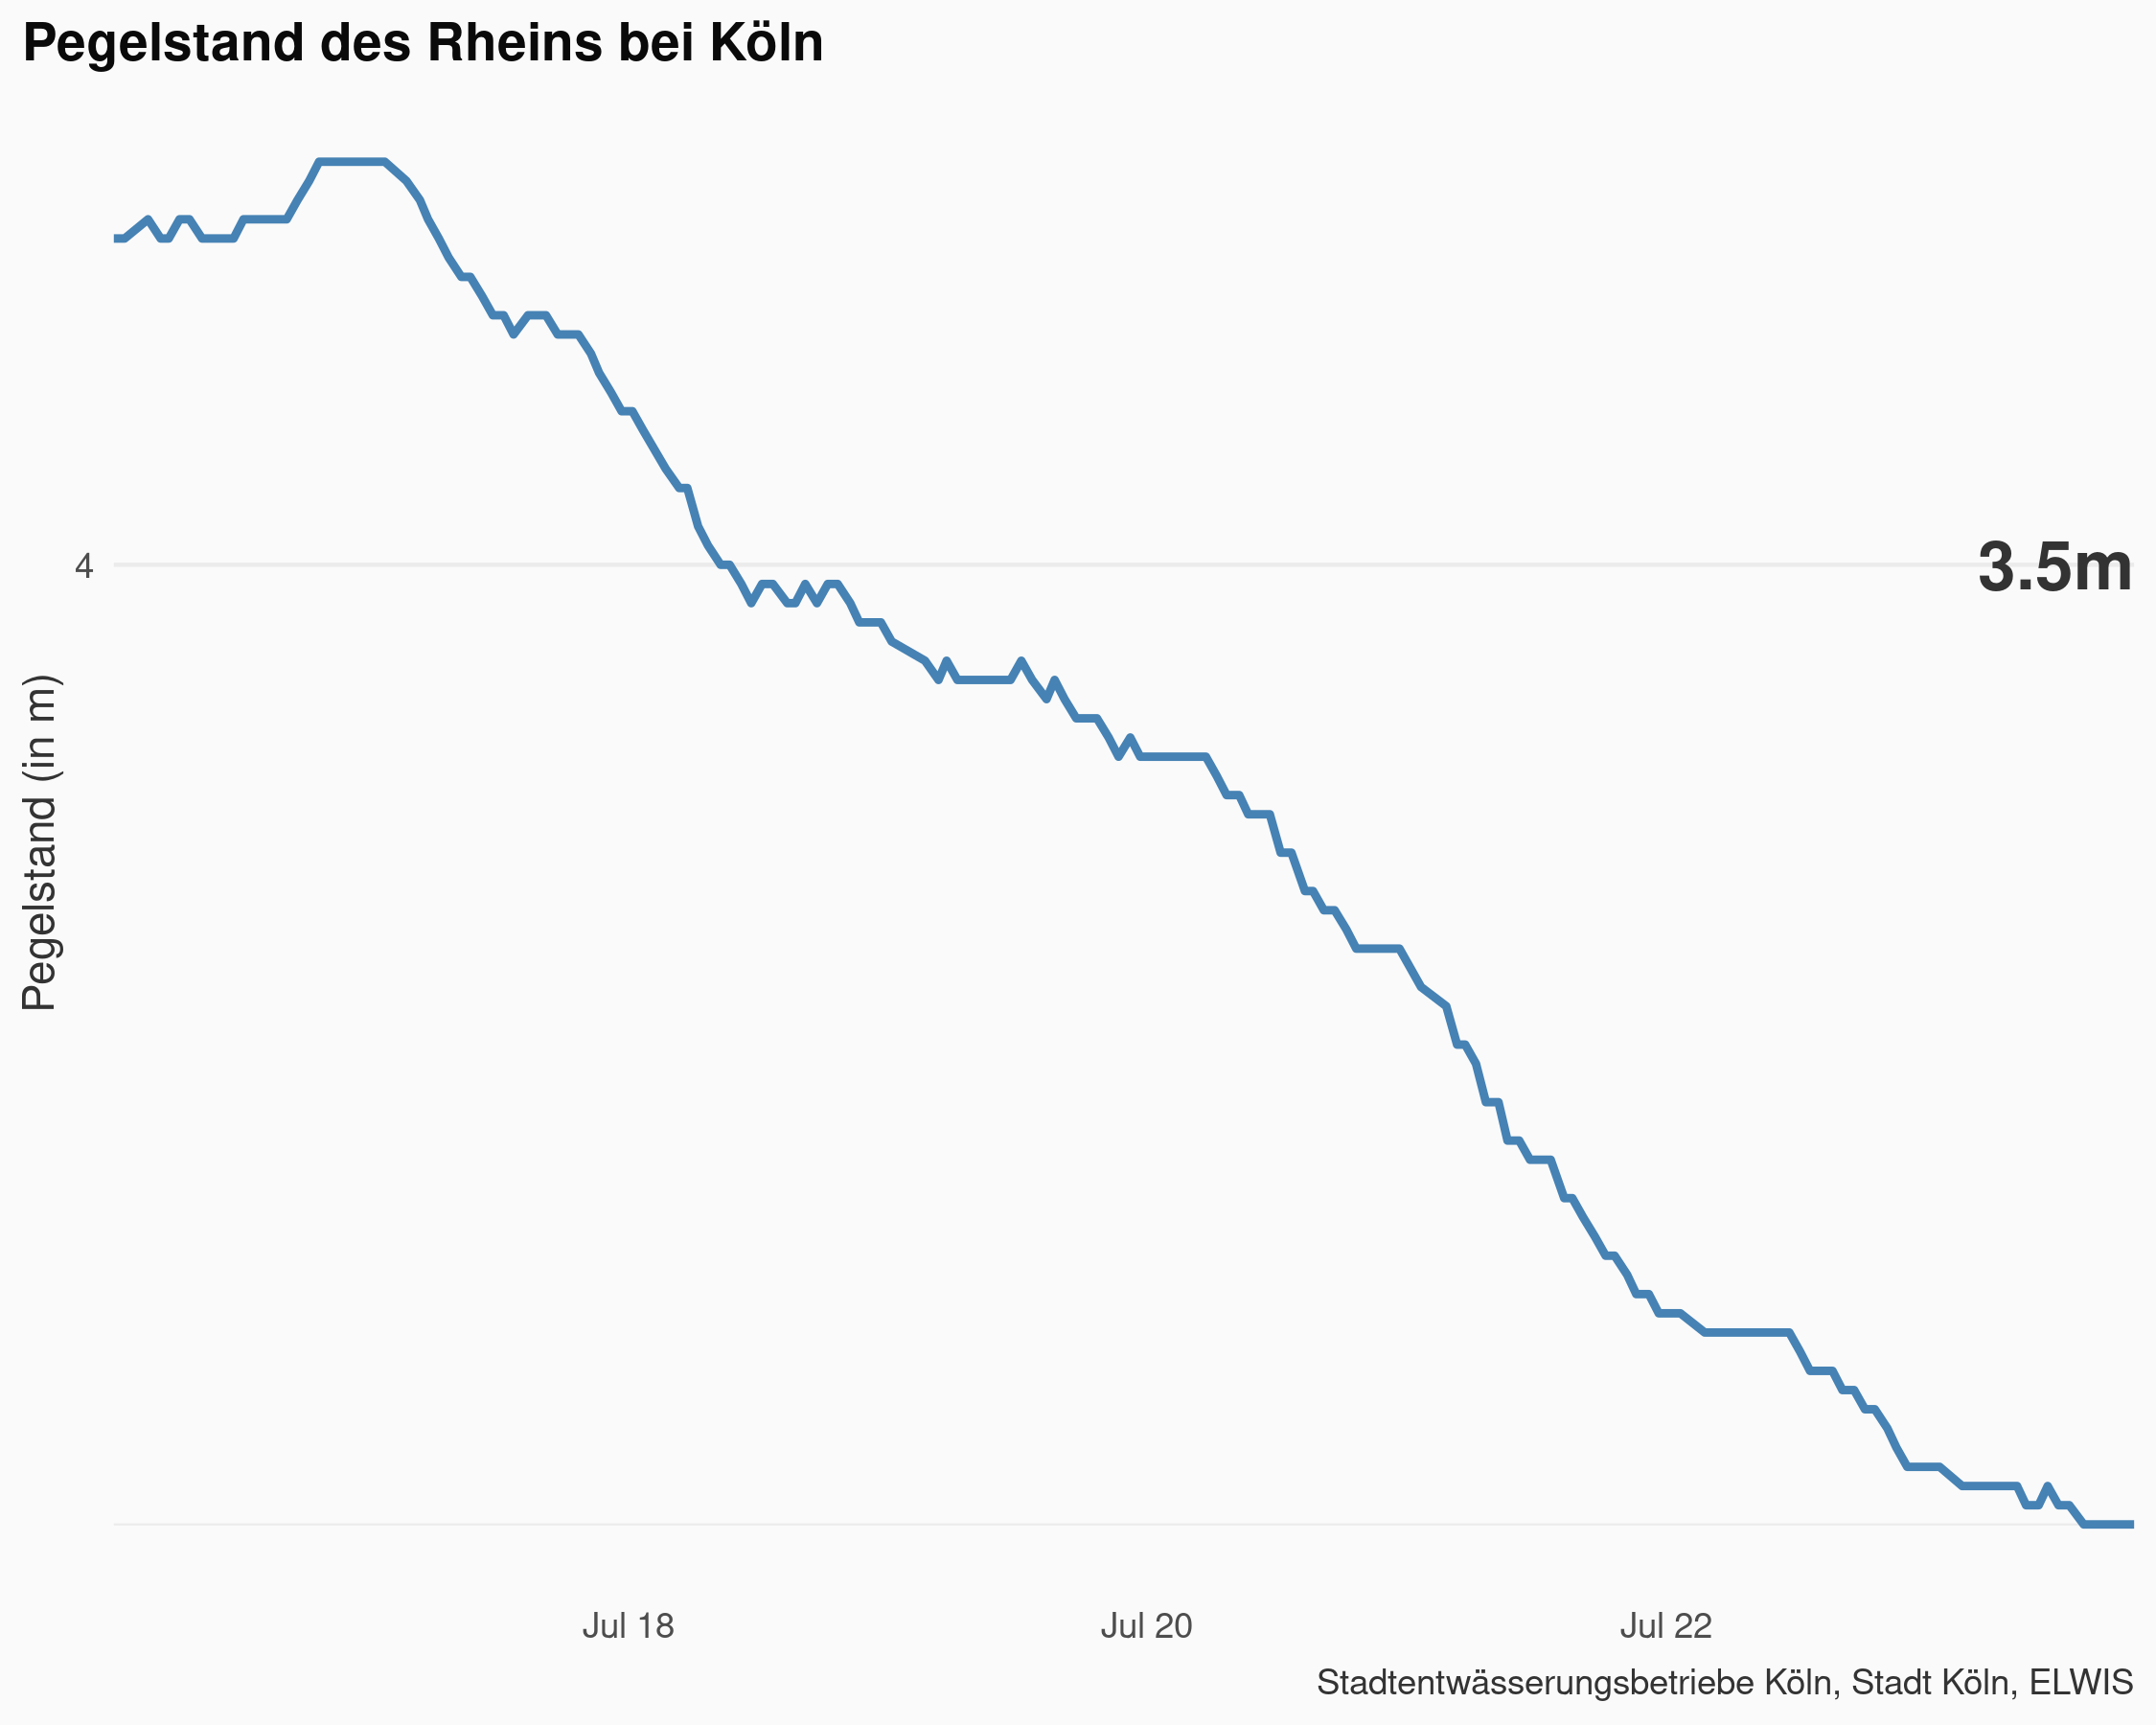 Pegelstand des Rheins bei Köln
4
3.5m
Pegelstand (in m)
Jul 18
Jul 20
Jul 22
Stadtentwässerungsbetriebe Köln, Stadt Köln, ELWIS